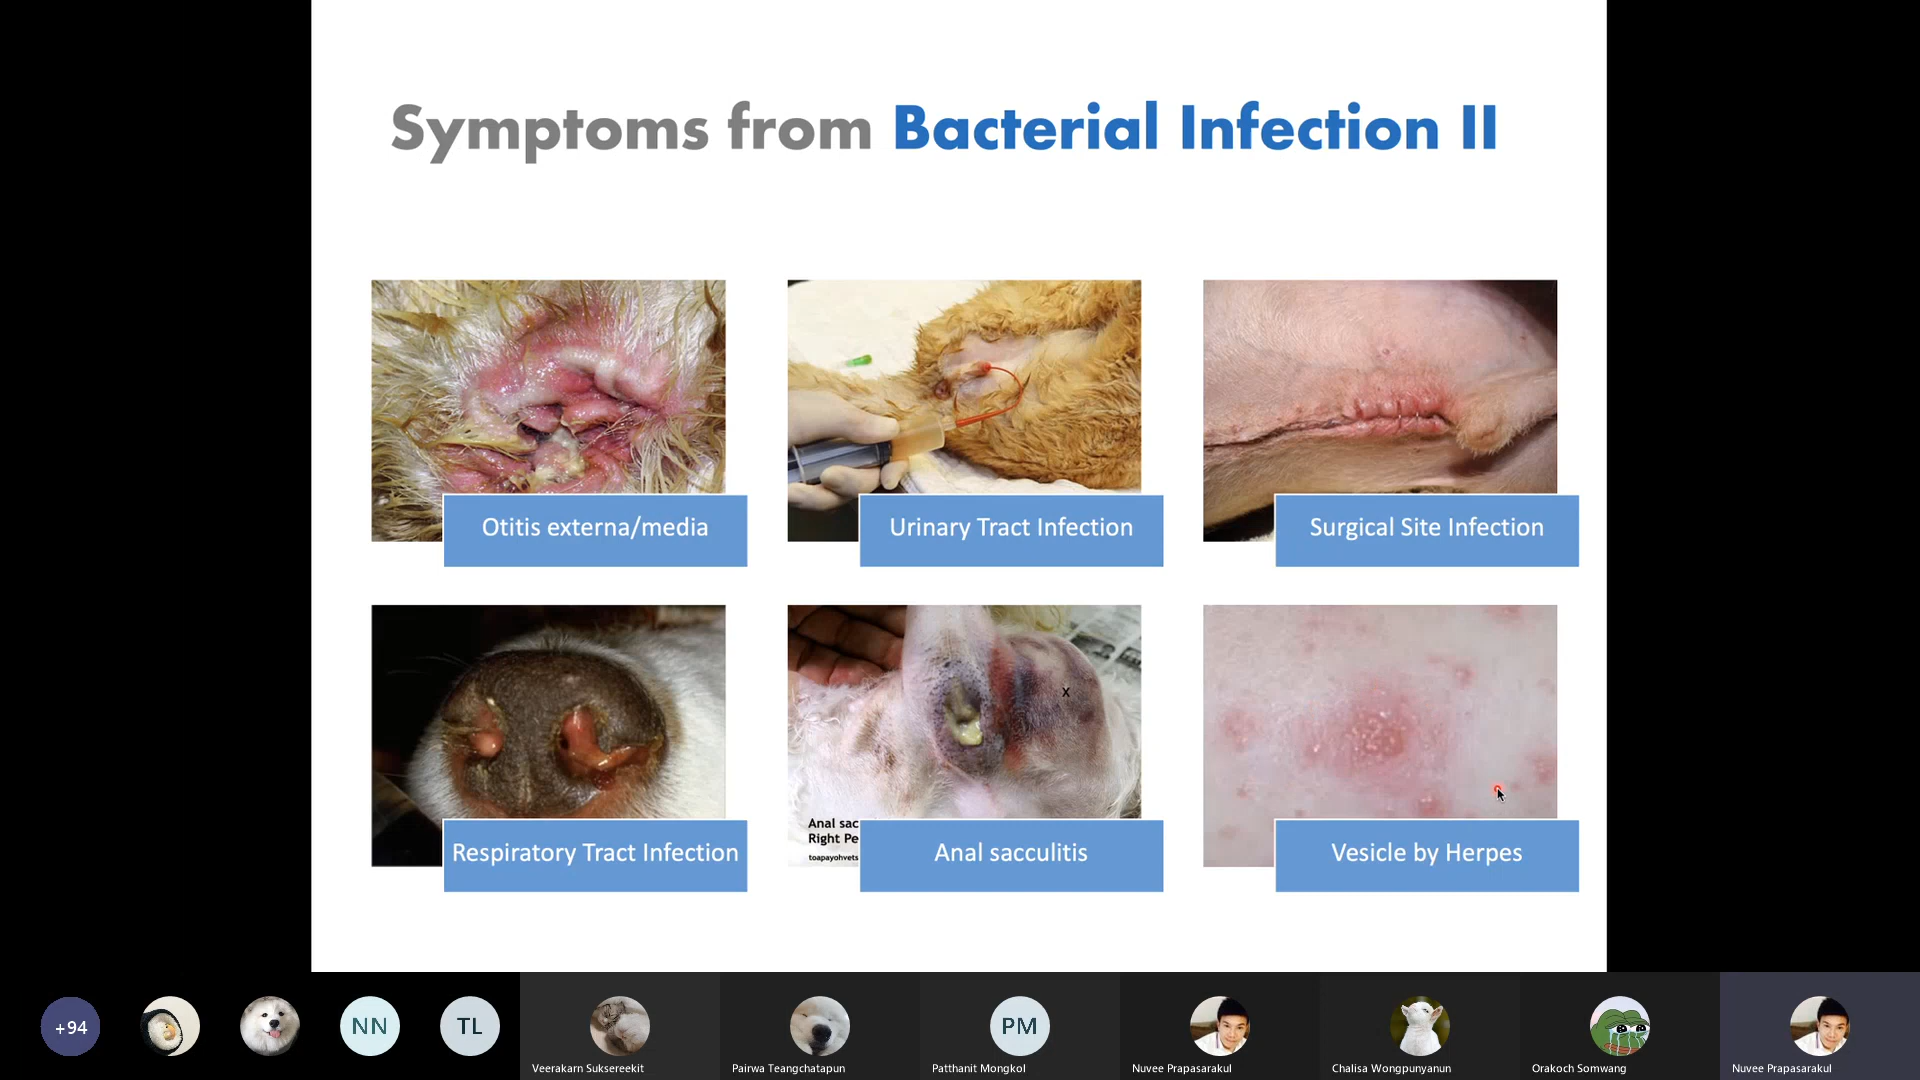 Symptoms from Bacterial Infection II
Otitis externa/media
Urinary Tract Infection
Surgical Site Infection
x
Anal sac
Right Pe
toapayohvets
Respiratory Tract Infection
Anal sacculitis
Vesicle by Herpes
+94
NN
TL
PM
Veerakarn Suksereekit
Pairwa Teangchatapun
Patthanit Mongkol
Nuvee Prapasarakul
Chalisa Wongpunyanun
Orakoch Somwang
Nuvee Prapasarakul